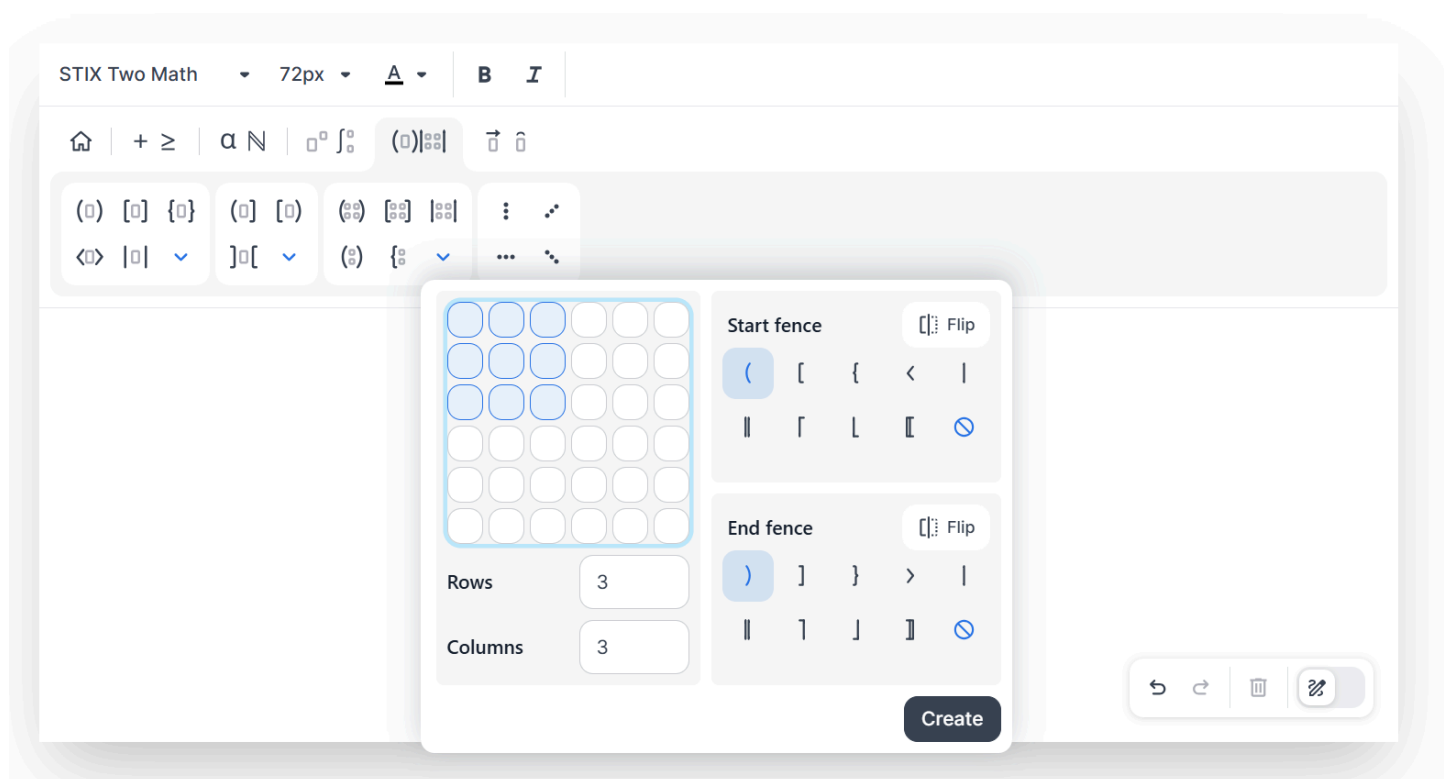 STIX Two Math 72px A B I
+ ≥ α ℕ
Start fence Flip
( [ { < |
‖ ⌈ ⌊ ⟦
End fence Flip
) ] } > |
‖ ⌉ ⌋ ⟧
Rows 3
Columns 3
Create